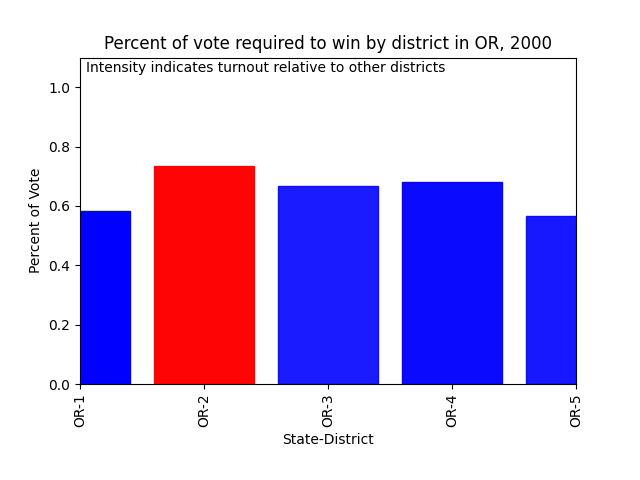 Percent of vote required to win by district in OR, 2000
Intensity indicates turnout relative to other districts
1.0
0.8
0.6
0.4
0.2
0.0
Percent of Vote
OR-1
OR-2
OR-3
OR-4
OR-5
State-District